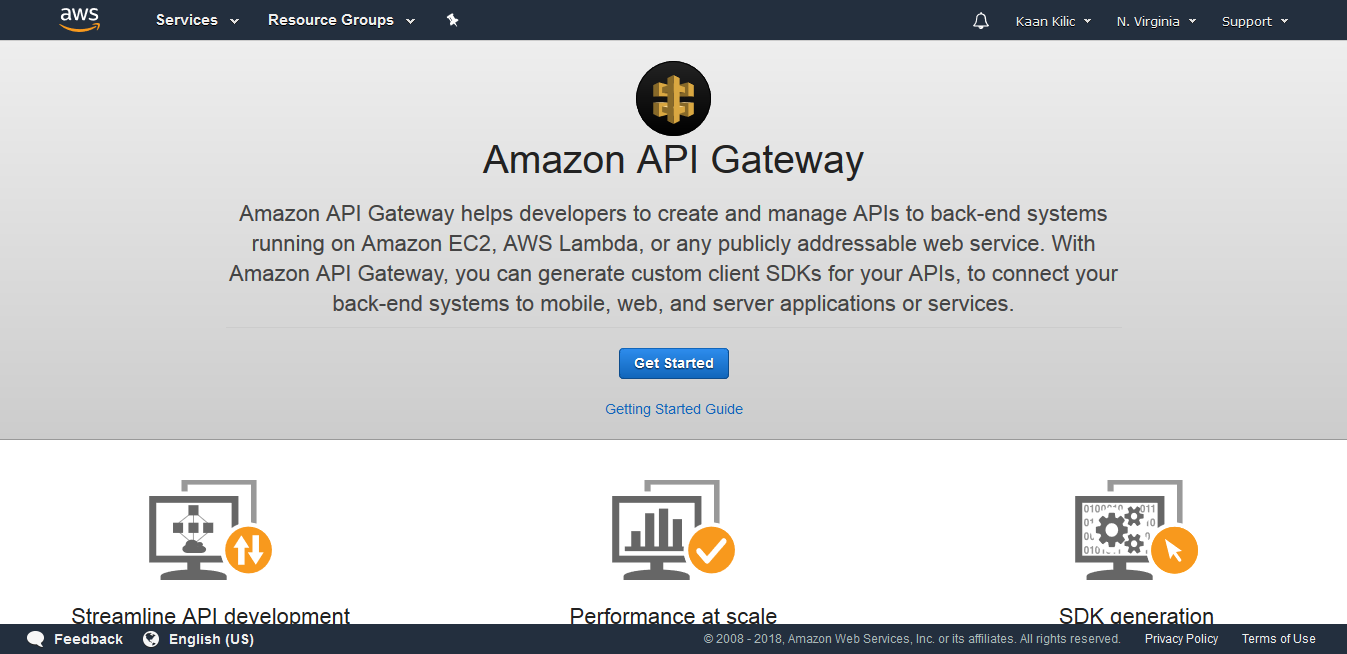 aws Services Resource Groups Kaan Kilic N. Virginia Support
Amazon API Gateway
Amazon API Gateway helps developers to create and manage APIs to back-end systems
running on Amazon EC2, AWS Lambda, or any publicly addressable web service. With
Amazon API Gateway, you can generate custom client SDKs for your APIs, to connect your
back-end systems to mobile, web, and server applications or services.
Get Started
Getting Started Guide
Streamline API development Performance at scale SDK generation
Feedback English (US) © 2008 - 2018, Amazon Web Services, Inc. or its affiliates. All rights reserved. Privacy Policy Terms of Use